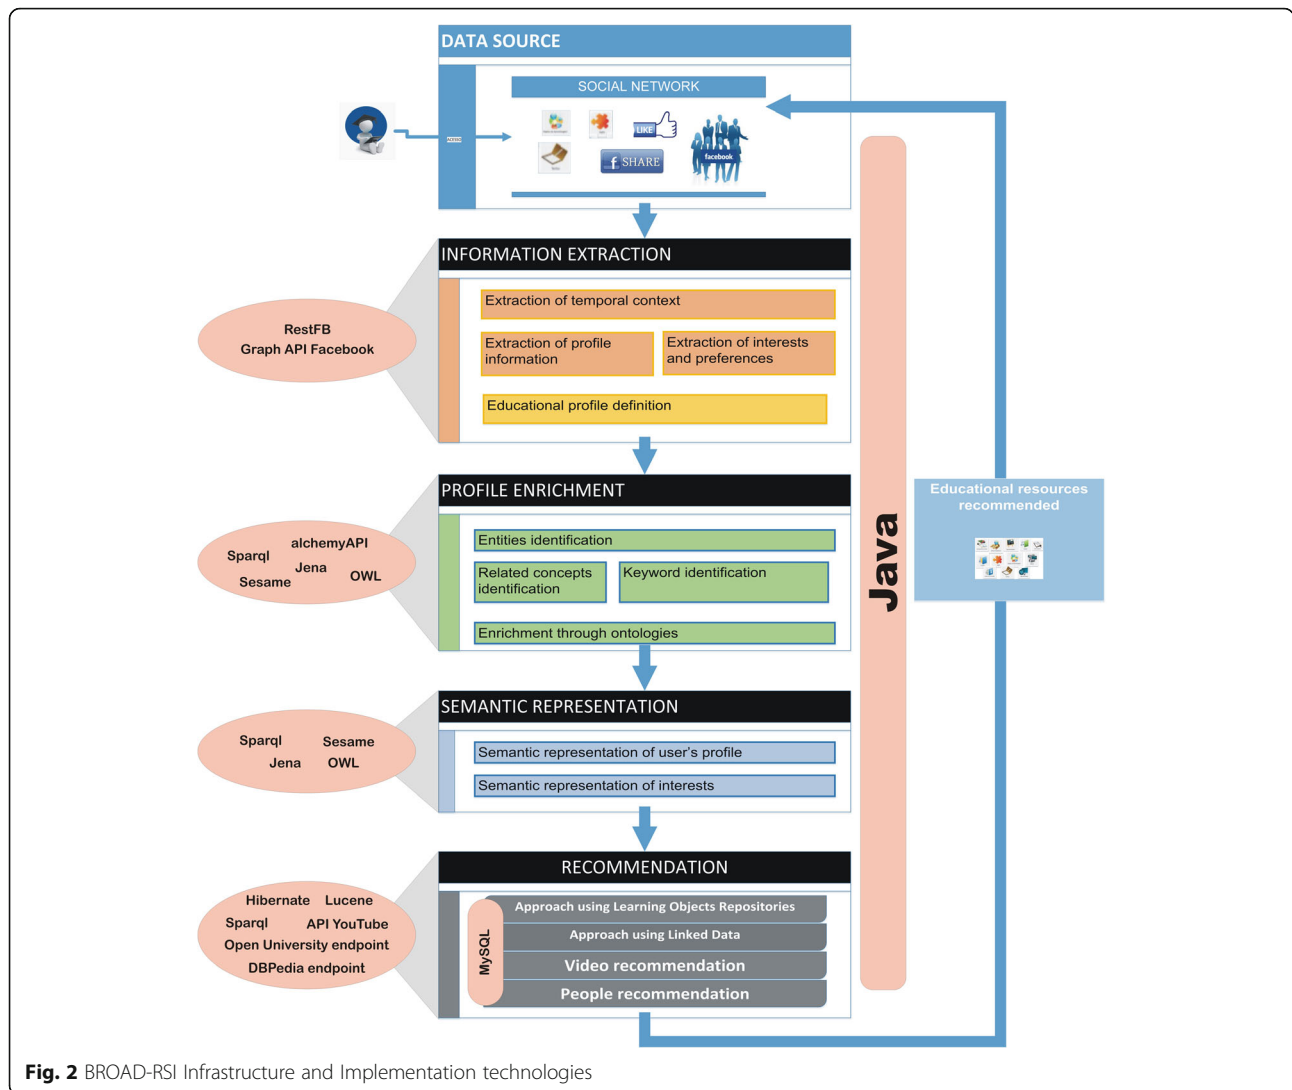 DATA SOURCE
SOCIAL NETWORK
LIKE
f SHARE
facebook
INFORMATION EXTRACTION
Extraction of temporal context
Extraction of profile
information
Extraction of interests
and preferences
Educational profile definition
RestFB
Graph API Facebook
PROFILE ENRICHMENT
Entities identification
Related concepts
identification
Keyword identification
Enrichment through ontologies
alchemyAPI
Sparql
Jena
Sesame
OWL
SEMANTIC REPRESENTATION
Semantic representation of user's profile
Semantic representation of interests
Sparql
Sesame
Jena
OWL
RECOMMENDATION
MySQL
Approach using Learning Objects Repositories
Approach using Linked Data
Video recommendation
People recommendation
Hibernate
Lucene
Sparql
API YouTube
Open University endpoint
DBPedia endpoint
Java
Educational resources
recommended
Fig. 2 BROAD-RSI Infrastructure and Implementation technologies